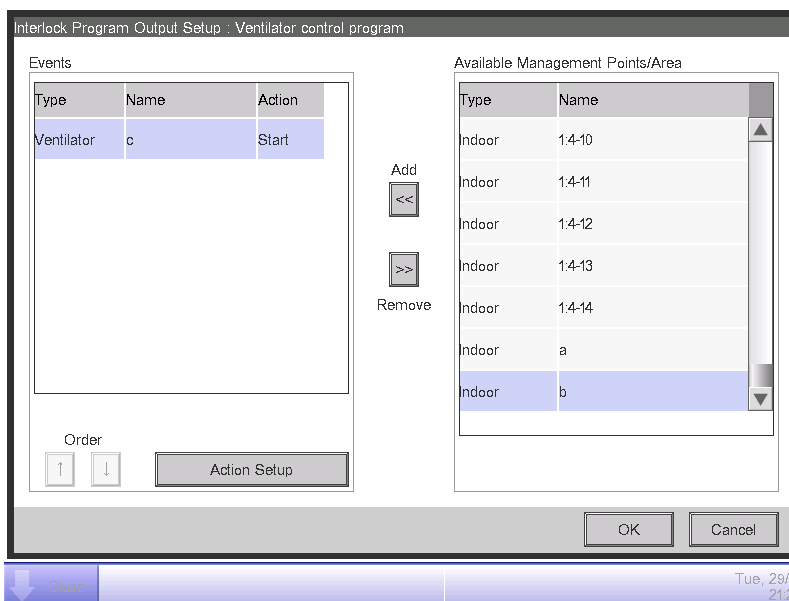 Interlock Program Output Setup : Ventilator control program
Events
Available Management Points/Area
Type Name Action
Ventilator c Start
Add
<<
>>
Remove
Type Name
Indoor 1:4-10
Indoor 1:4-11
Indoor 1:4-12
Indoor 1:4-13
Indoor 1:4-14
Indoor a
Indoor b
Order
↑ ↓
Action Setup
OK Cancel
Tue, 29/